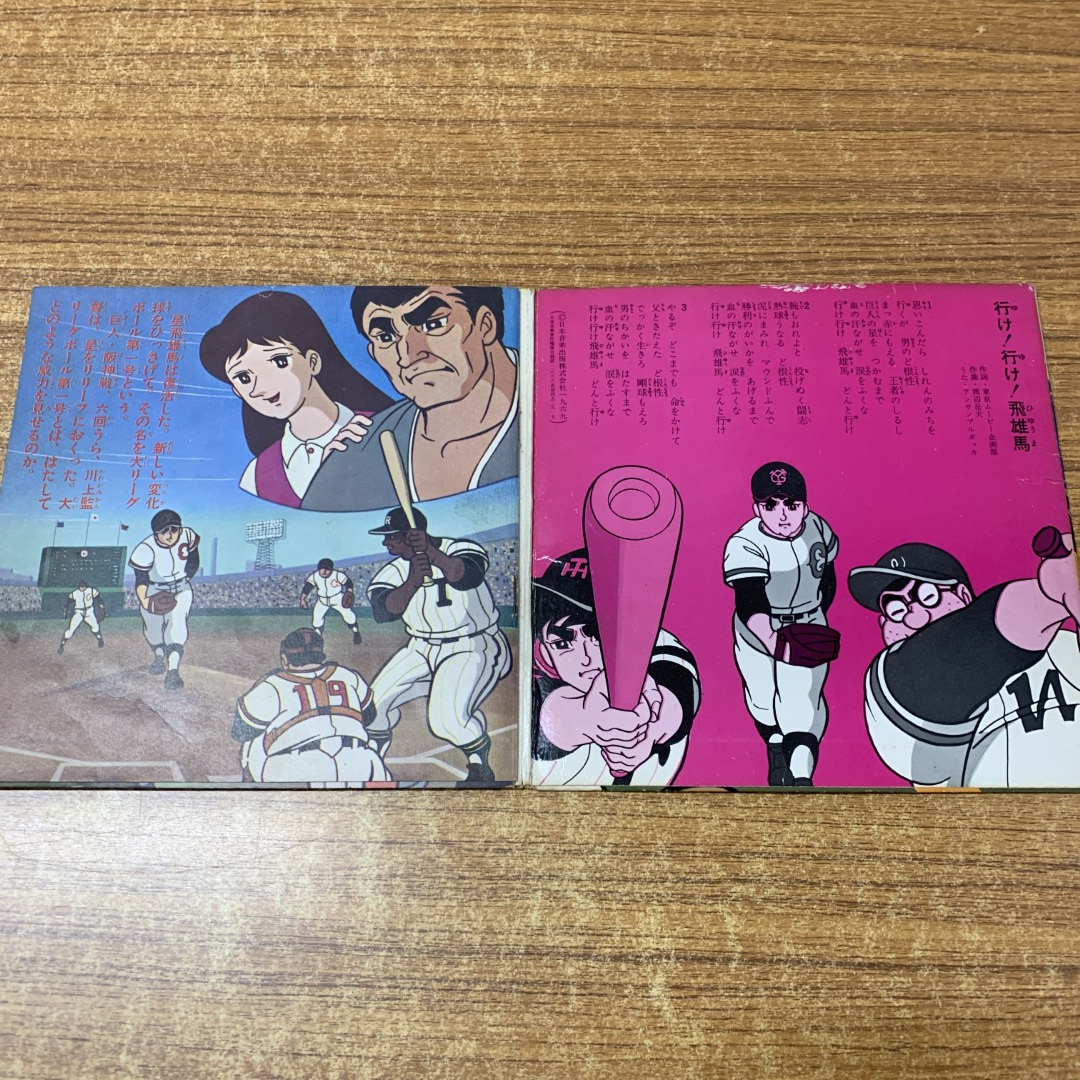 行け！行け！飛雄馬
ひゅうま
作詞・東京ムービー企画部
作曲・渡辺岳夫
うた・アンサンブルボッカ
1
思いこんだら　しれんのみちを
行くが　男のど根性
まっ赤にもえる　王者のしるし
巨人の星を　つかむまで
血の汗ながせ　涙をふくな
行け行け　飛雄馬　どんと行け
2
腕もおれよと　投げぬく闘志
熱球うなる　ど根性
泥にまみれ　マウンドふんで
勝利のがいかを　あげるまで
血の汗ながせ　涙をふくな
行け行け　飛雄馬　どんと行け
3
やるぞ　どこまでも　命をかけて
父ときたえた　ど根性
でっかく生きろ　剛球もえろ
男のちかいを　はたすまで
血の汗ながせ　涙をふくな
行け行け飛雄馬　どんと行け
©日本音楽出版株式会社一九六九
星飛雄馬は復活した。新しい変化
球をひっさげて、その名を大リーグ
ボール第一号という。
巨人・阪神戦、六回うら、川上監
督は、星をリリーフにおくった。大
リーグボール第一号とは、はたして
どのような威力を見せるのか。
119